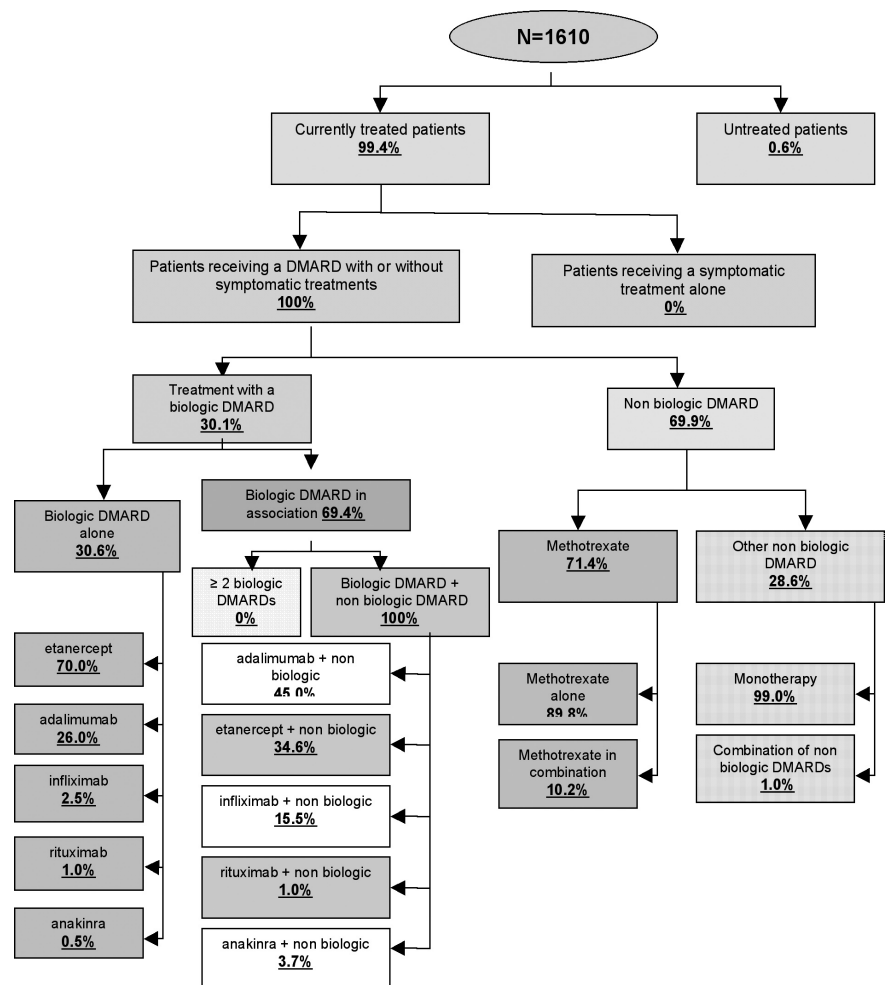 N=1610
Currently treated patients
99.4%
Untreated patients
0.6%
Patients receiving a DMARD with or without
symptomatic treatments
100%
Patients receiving a symptomatic
treatment alone
0%
Treatment with a
biologic DMARD
30.1%
Non biologic DMARD
69.9%
Biologic DMARD
alone
30.6%
Biologic DMARD in
association 69.4%
Methotrexate
71.4%
Other non biologic
DMARD
28.6%
≥ 2 biologic
DMARDs
0%
Biologic DMARD +
non biologic DMARD
100%
etanercept
70.0%
adalimumab
26.0%
infliximab
2.5%
rituximab
1.0%
anakinra
0.5%
adalimumab + non
biologic
45.0%
etanercept + non biologic
34.6%
infliximab + non biologic
15.5%
rituximab + non biologic
1.0%
anakinra + non biologic
3.7%
Methotrexate
alone
89.8%
Methotrexate in
combination
10.2%
Monotherapy
99.0%
Combination of non
biologic DMARDs
1.0%